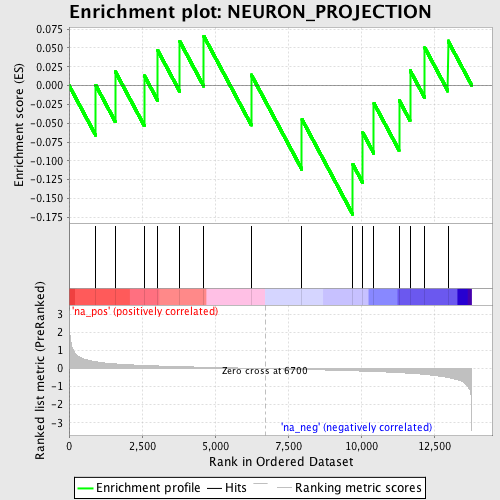 Enrichment plot: NEURON_PROJECTION
Enrichment score (ES)
0.075
0.050
0.025
0.000
-0.025
-0.050
-0.075
-0.100
-0.125
-0.150
-0.175
'na_pos' (positively correlated)
Ranked list metric (PreRanked)
3
2
1
0
-1
-2
-3
Zero cross at 6700
'na_neg' (negatively correlated)
0 2,500 5,000 7,500 10,000 12,500
Rank in Ordered Dataset
Enrichment profile Hits Ranking metric scores